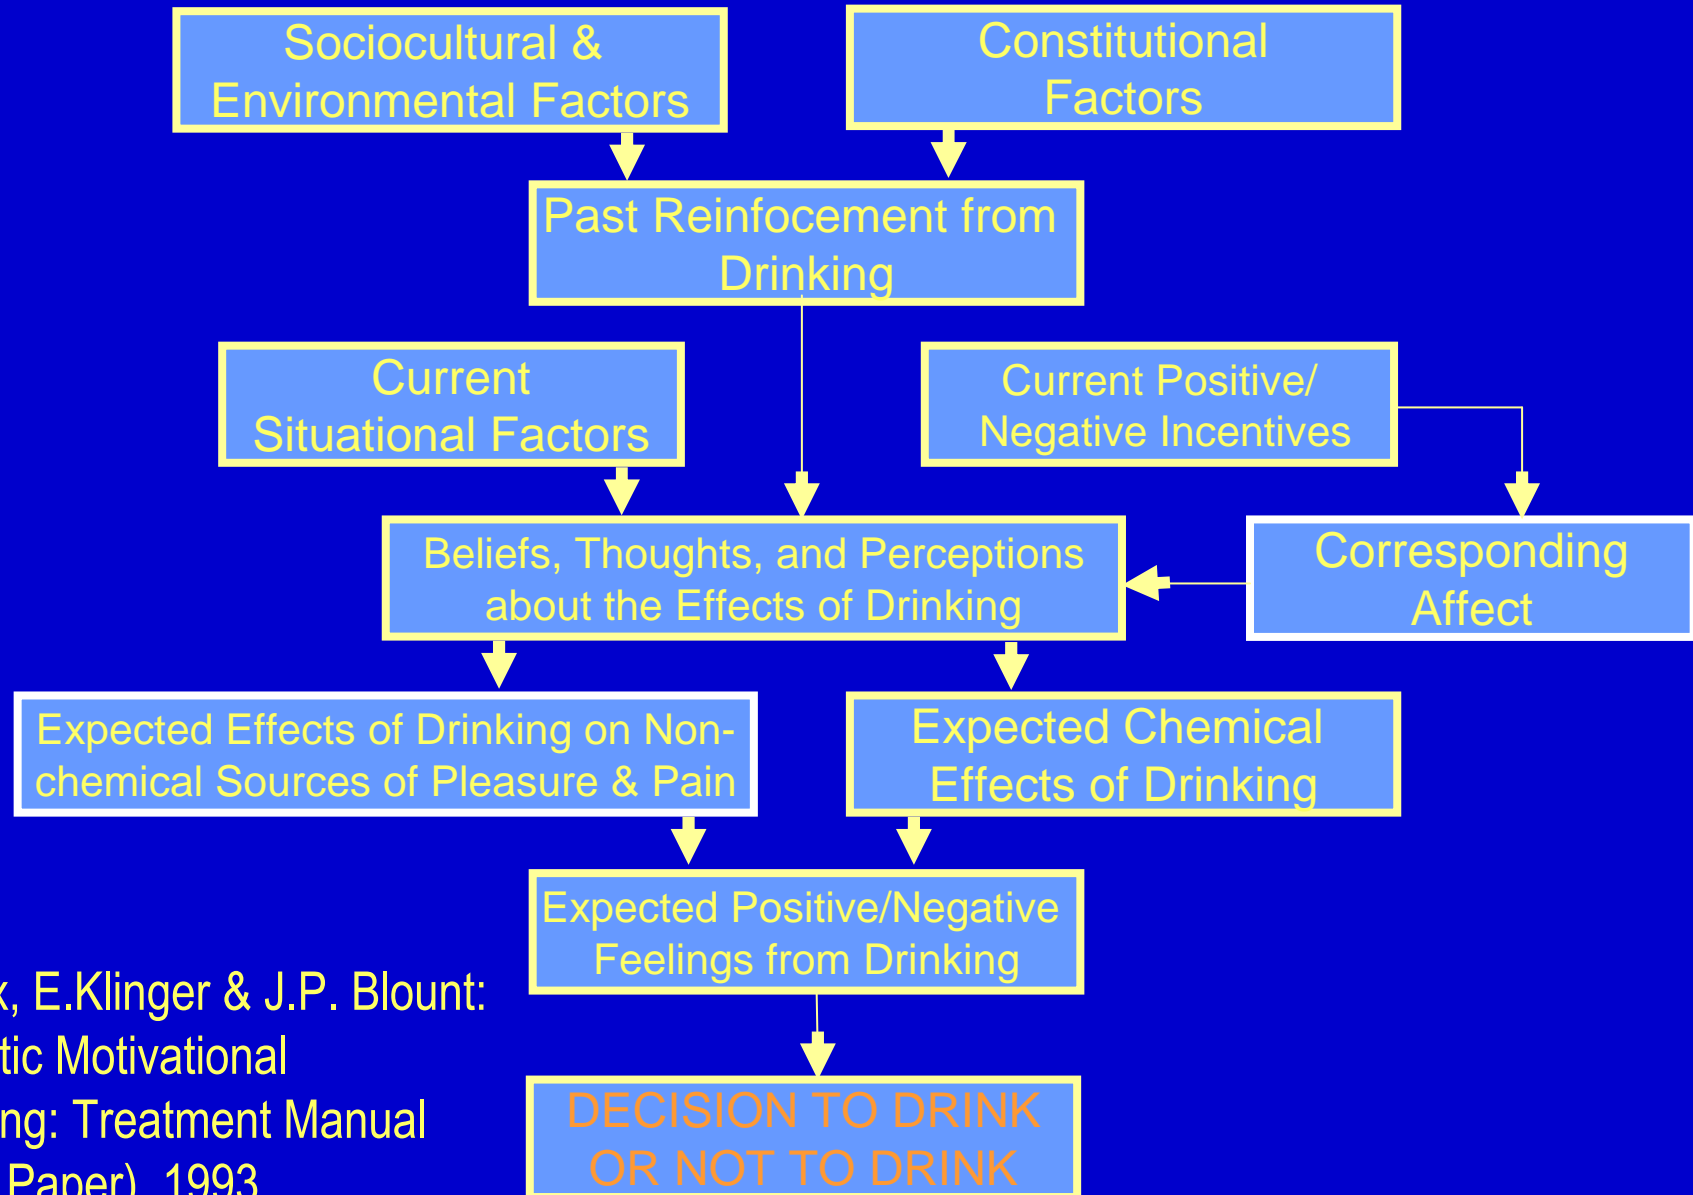 Sociocultural &
Environmental Factors
Constitutional
Factors
Past Reinfocement from
Drinking
Current
Situational Factors
Current Positive/
Negative Incentives
Beliefs, Thoughts, and Perceptions
about the Effects of Drinking
Corresponding
Affect
Expected Effects of Drinking on Non-
chemical Sources of Pleasure & Pain
Expected Chemical
Effects of Drinking
Expected Positive/Negative
Feelings from Drinking
E.Klinger & J.P. Blount:
Motivational
Treatment Manual
Paper), 1993
DECISION TO DRINK
OR NOT TO DRINK